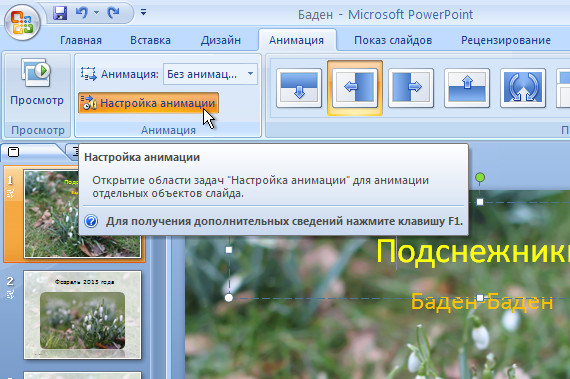 Баден - Microsoft PowerPoint
Главная Вставка Дизайн Анимация Показ слайдов Рецензирование
Просмотр
Анимация: Без анимац...
Настройка анимации
Просмотр Анимация
Настройка анимации
Открытие области задач "Настройка анимации" для анимации
отдельных объектов слайда.
Для получения дополнительных сведений нажмите клавишу F1.
1
2
Февраль 2013 года
Подснежник
Баден-Баден